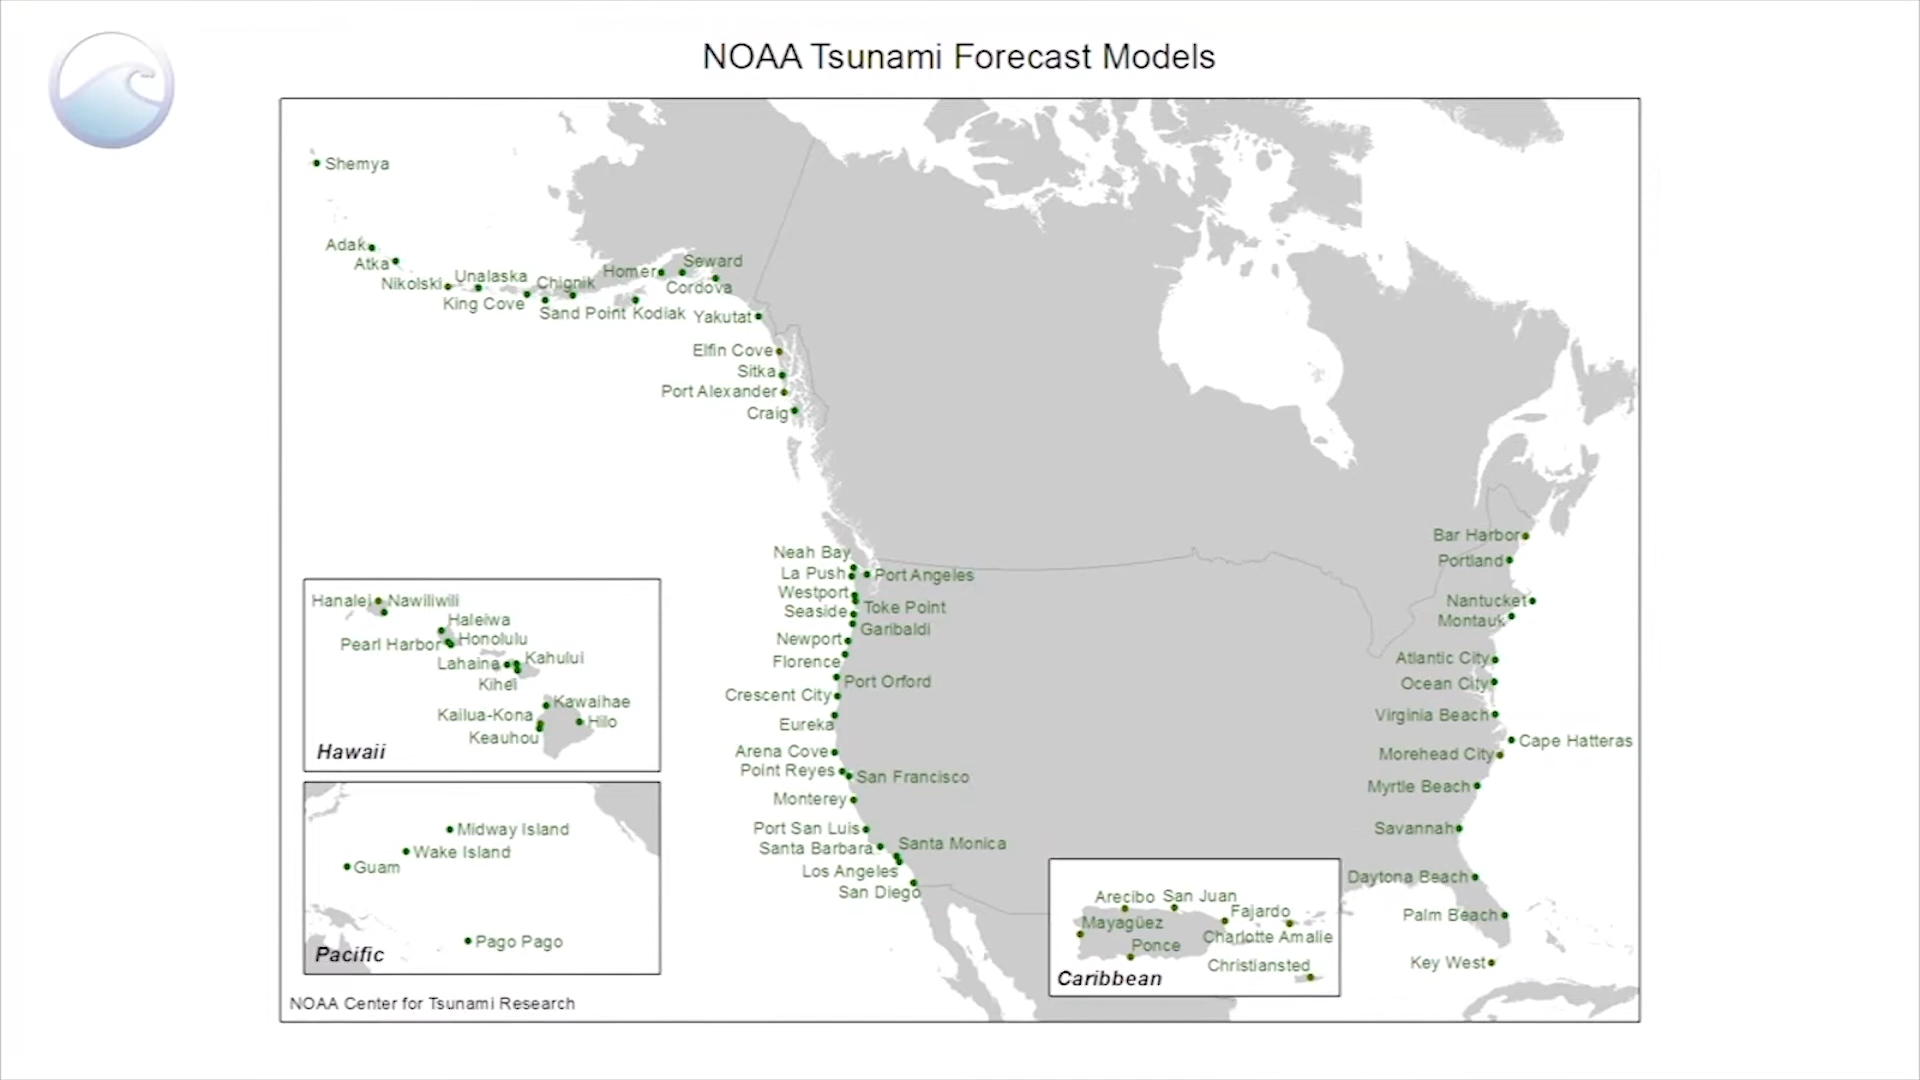 NOAA Tsunami Forecast Models
Shemya
Adak
Atka
Nikolski
Unalaska
King Cove
Chignik
Sand Point
Kodiak
Homer
Seward
Cordova
Yakutat
Elfin Cove
Sitka
Port Alexander
Craig
Neah Bay
La Push
Port Angeles
Westport
Toke Point
Seaside
Garibaldi
Newport
Florence
Port Orford
Crescent City
Eureka
Arena Cove
Point Reyes
San Francisco
Monterey
Port San Luis
Santa Barbara
Santa Monica
Los Angeles
San Diego
Bar Harbor
Portland
Nantucket
Montauk
Atlantic City
Ocean City
Virginia Beach
Cape Hatteras
Morehead City
Myrtle Beach
Savannah
Daytona Beach
Palm Beach
Key West
Hanalei
Nawiliwili
Haleiwa
Pearl Harbor
Honolulu
Lahaina
Kahului
Kihei
Kawaihae
Kailua-Kona
Hilo
Keauhou
Hawaii
Midway Island
Wake Island
Guam
Pago Pago
Pacific
Arecibo
San Juan
Fajardo
Mayagüez
Charlotte Amalie
Ponce
Christiansted
Caribbean
NOAA Center for Tsunami Research